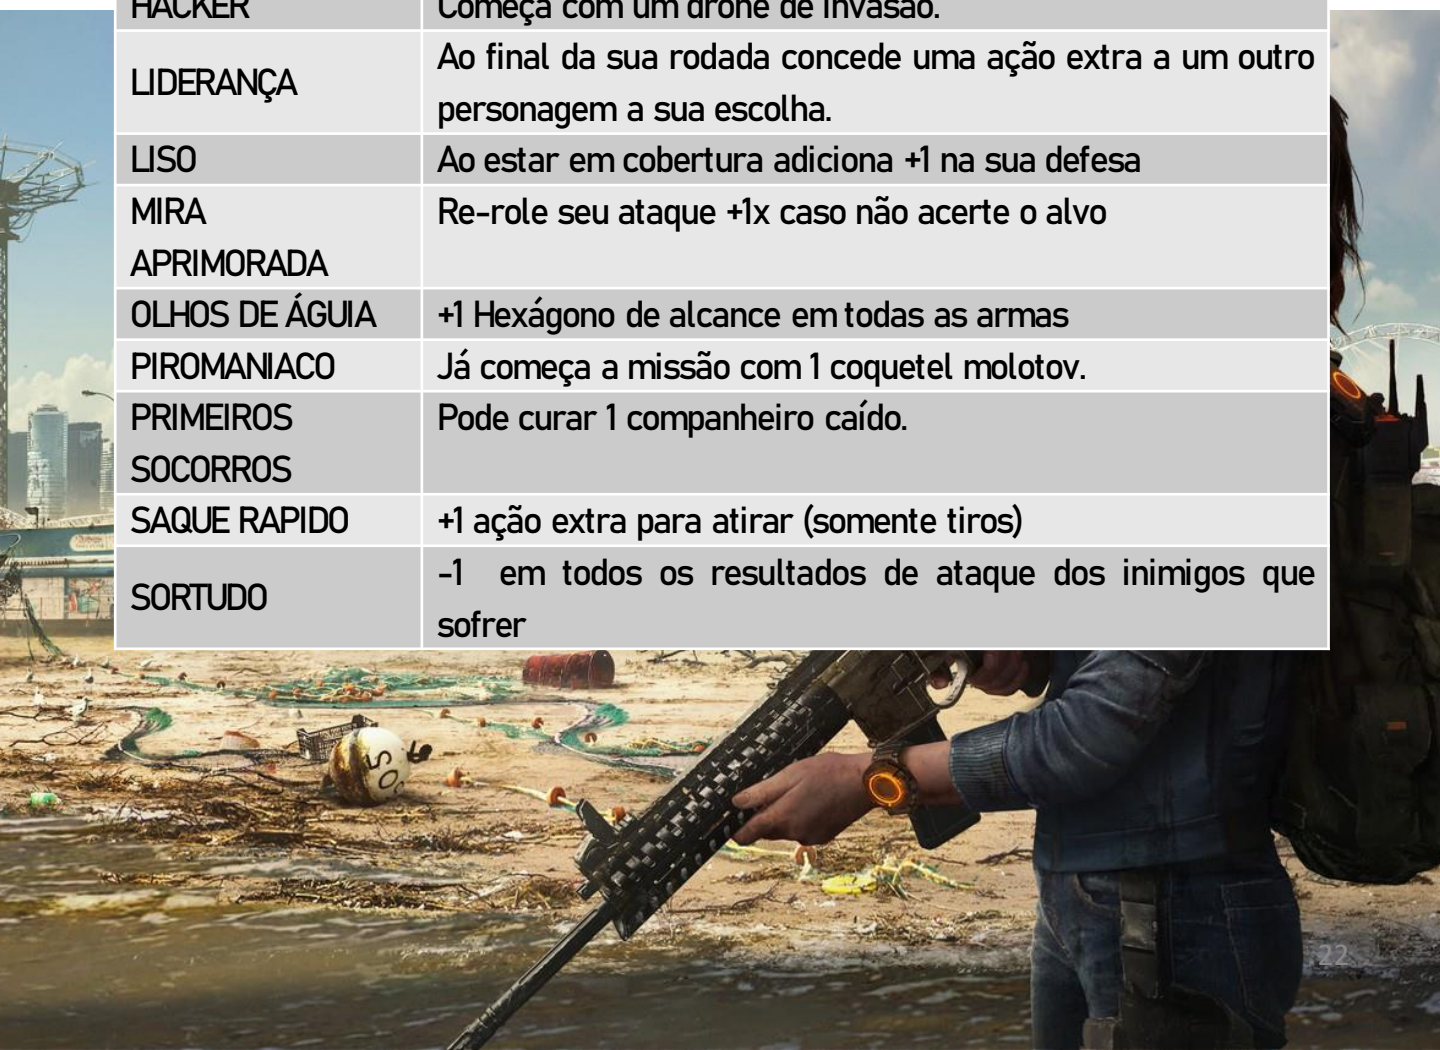 HACKER
Começa com um drone de invasão.
LIDERANÇA
Ao final da sua rodada concede uma ação extra a um outro
personagem a sua escolha.
LISO
Ao estar em cobertura adiciona +1 na sua defesa
MIRA
APRIMORADA
Re-role seu ataque +1x caso não acerte o alvo
OLHOS DE ÁGUIA
+1 Hexágono de alcance em todas as armas
PIROMANIACO
Já começa a missão com 1 coquetel molotov.
PRIMEIROS
SOCORROS
Pode curar 1 companheiro caído.
SAQUE RAPIDO
+1 ação extra para atirar (somente tiros)
SORTUDO
-1 em todos os resultados de ataque dos inimigos que
sofrer
05
22